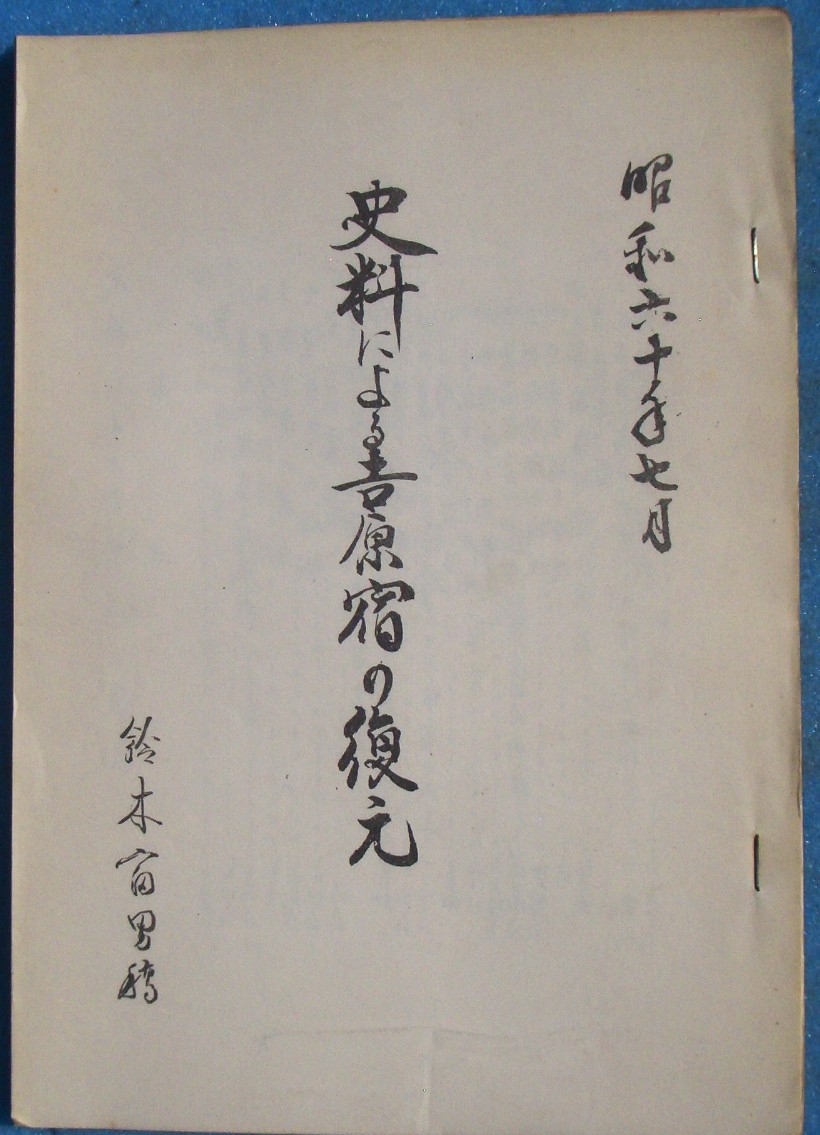 昭和六十年七月
史料による吉原宿の復元
鈴木富男稿